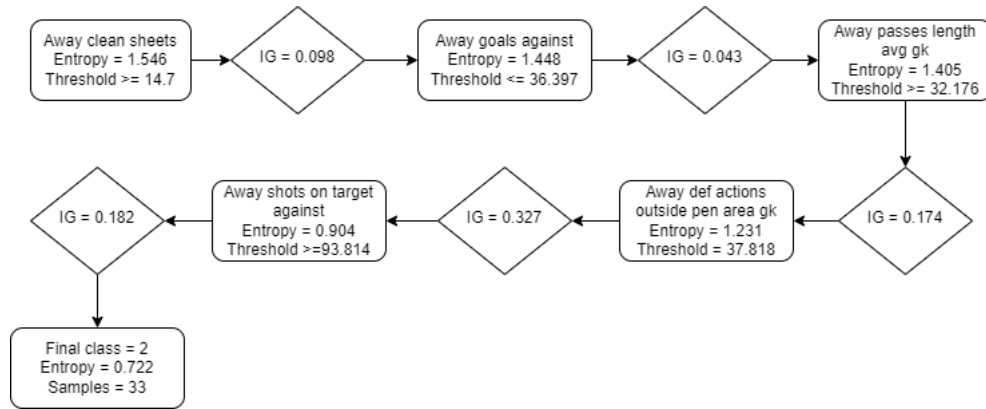 Away clean sheets
Entropy = 1.546
Threshold >= 14.7
IG = 0.098
Away goals against
Entropy = 1.448
Threshold <= 36.397
IG = 0.043
Away passes length
avg gk
Entropy = 1.405
Threshold >= 32.176
IG = 0.174
Away def actions
outside pen area gk
Entropy = 1.231
Threshold = 37.818
IG = 0.327
Away shots on target
against
Entropy = 0.904
Threshold >=93.814
IG = 0.182
Final class = 2
Entropy = 0.722
Samples = 33